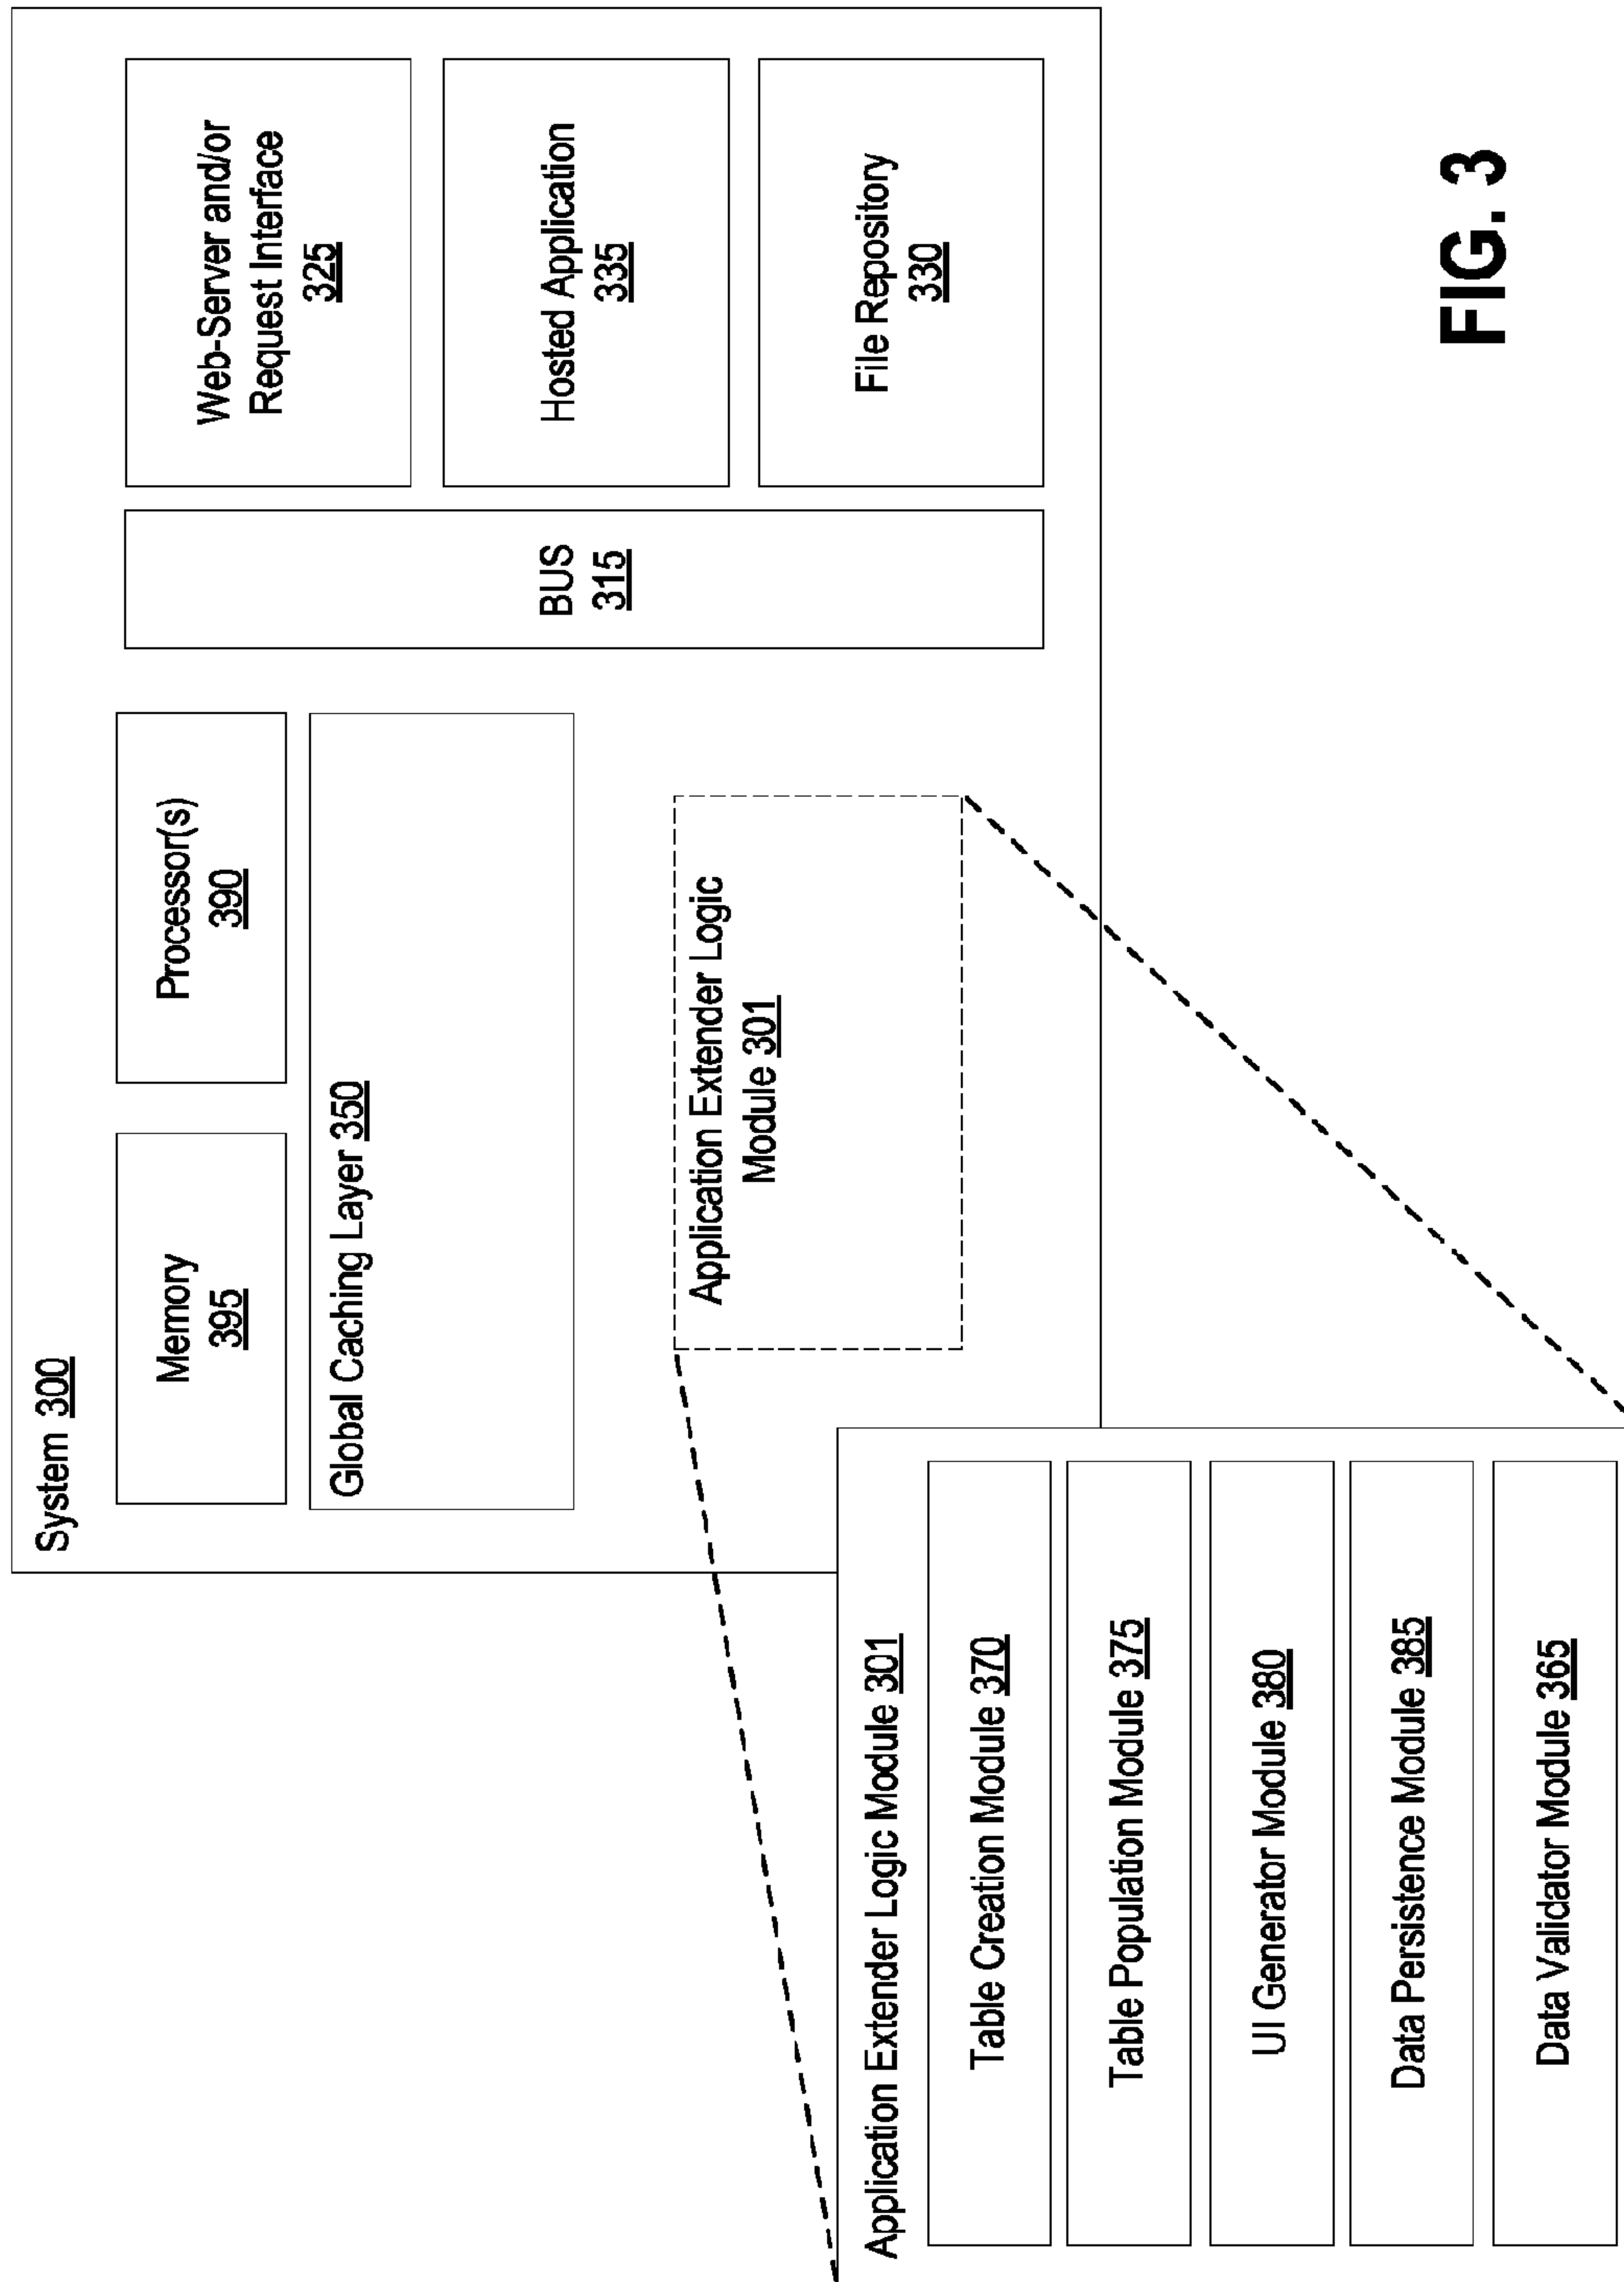 System 300
Memory
395
Processor(s)
390
Global Caching Layer 350
Application Extender Logic
Module 301
BUS
315
Web-Server and/or
Request Interface
325
Hosted Application
335
File Repository
330
Application Extender Logic Module 301
Table Creation Module 370
Table Population Module 375
UI Generator Module 380
Data Persistence Module 385
Data Validator Module 365
FIG. 3